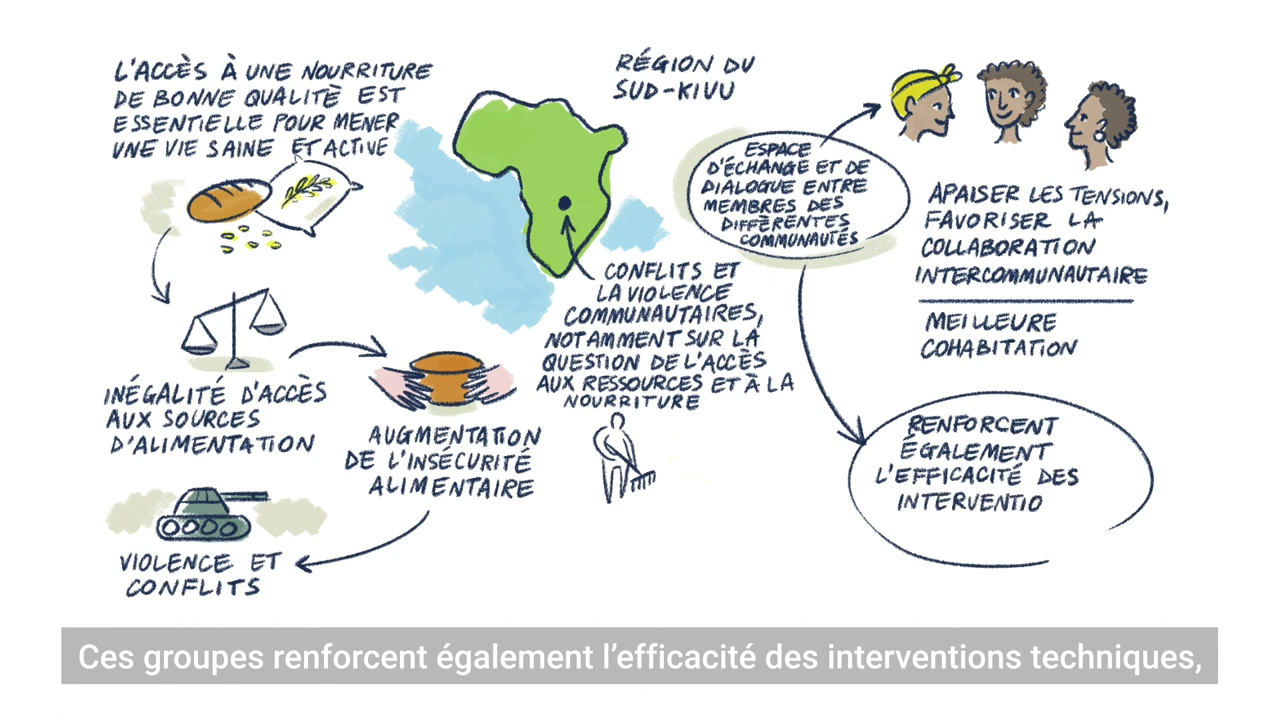 L'ACCÈS À UNE NOURRITURE
DE BONNE QUALITÉ EST
ESSENTIELLE POUR MENER
UNE VIE SAINE ET ACTIVE
INÉGALITÉ D'ACCÈS
AUX SOURCES
D'ALIMENTATION
AUGMENTATION
DE L'INSÉCURITÉ
ALIMENTAIRE
VIOLENCE ET
CONFLITS
RÉGION DU
SUD-KIVU
CONFLITS ET
LA VIOLENCE
COMMUNAUTAIRES,
NOTAMMENT SUR LA
QUESTION DE L'ACCÈS
AUX RESSOURCES ET À LA
NOURRITURE
ESPACE
D'ÉCHANGE ET DE
DIALOGUE ENTRE
MEMBRES DES
DIFFÉRENTES
COMMUNAUTÉS
APAISER LES TENSIONS,
FAVORISER LA
COLLABORATION
INTERCOMMUNAUTAIRE
MEILLEURE
COHABITATION
RENFORCENT
ÉGALEMENT
L'EFFICACITÉ DES
INTERVENTIO
Ces groupes renforcent également l'efficacité des interventions techniques,